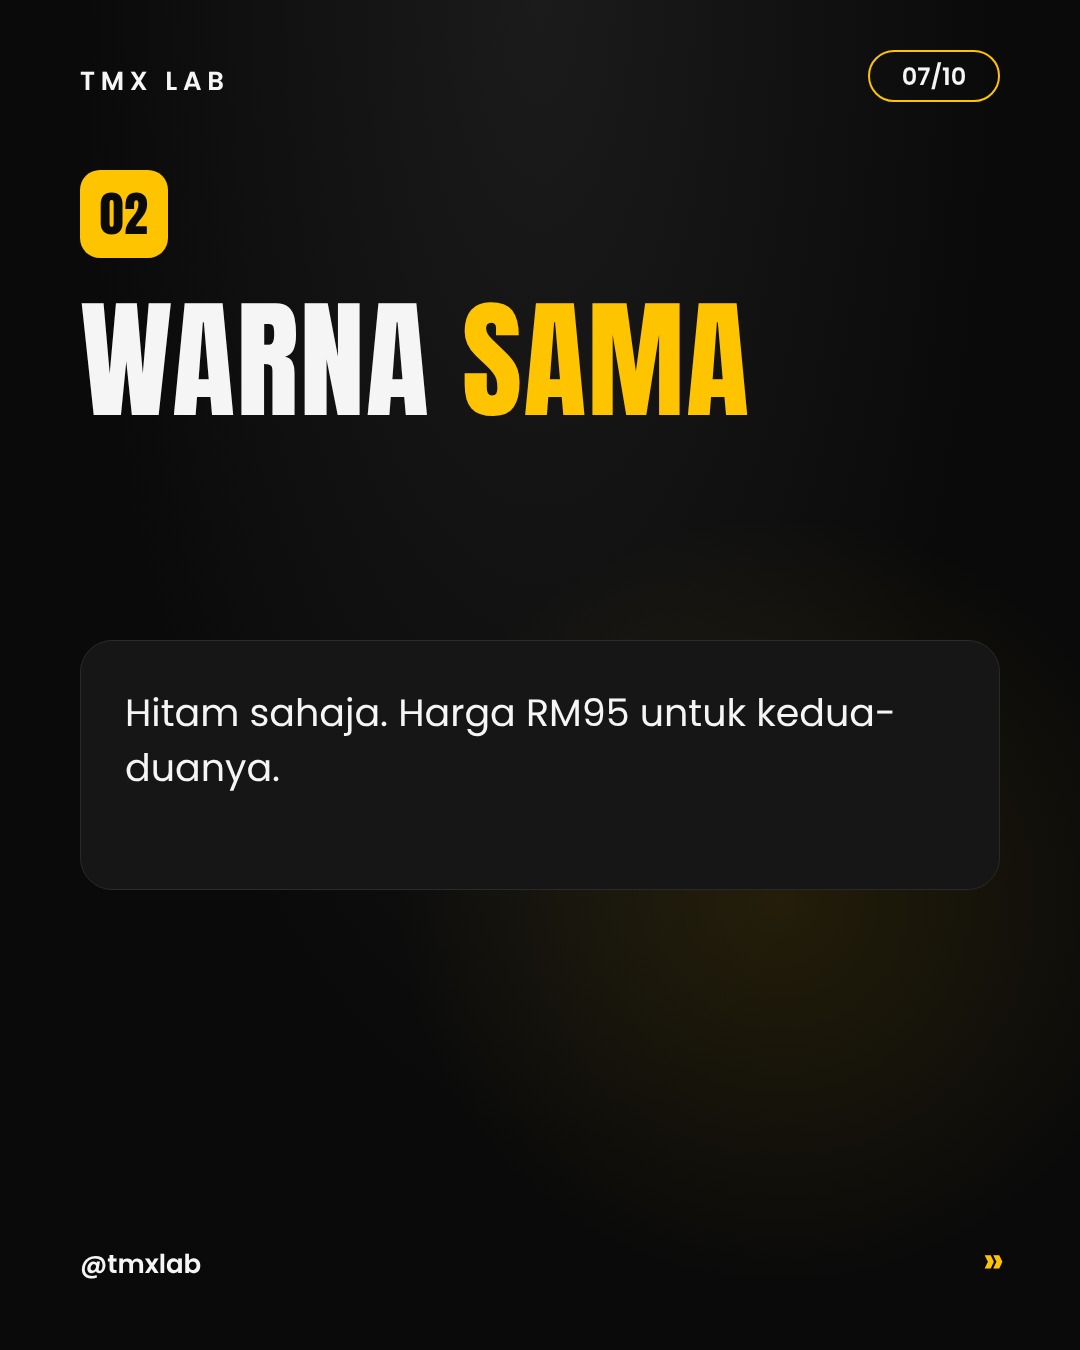 TMX LAB
07/10
02
WARNA SAMA
Hitam sahaja. Harga RM95 untuk kedua-
duanya.
@tmxlab
»